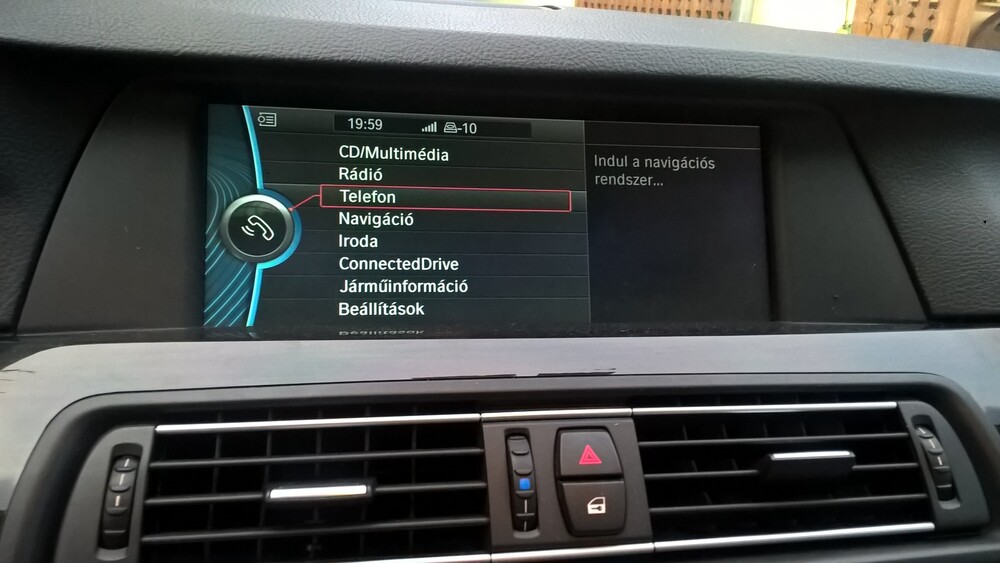 19:59 -10
CD/Multimédia
Rádió
Telefon
Navigáció
Iroda
ConnectedDrive
Járműinformáció
Beállítások
Indul a navigációs
rendszer...